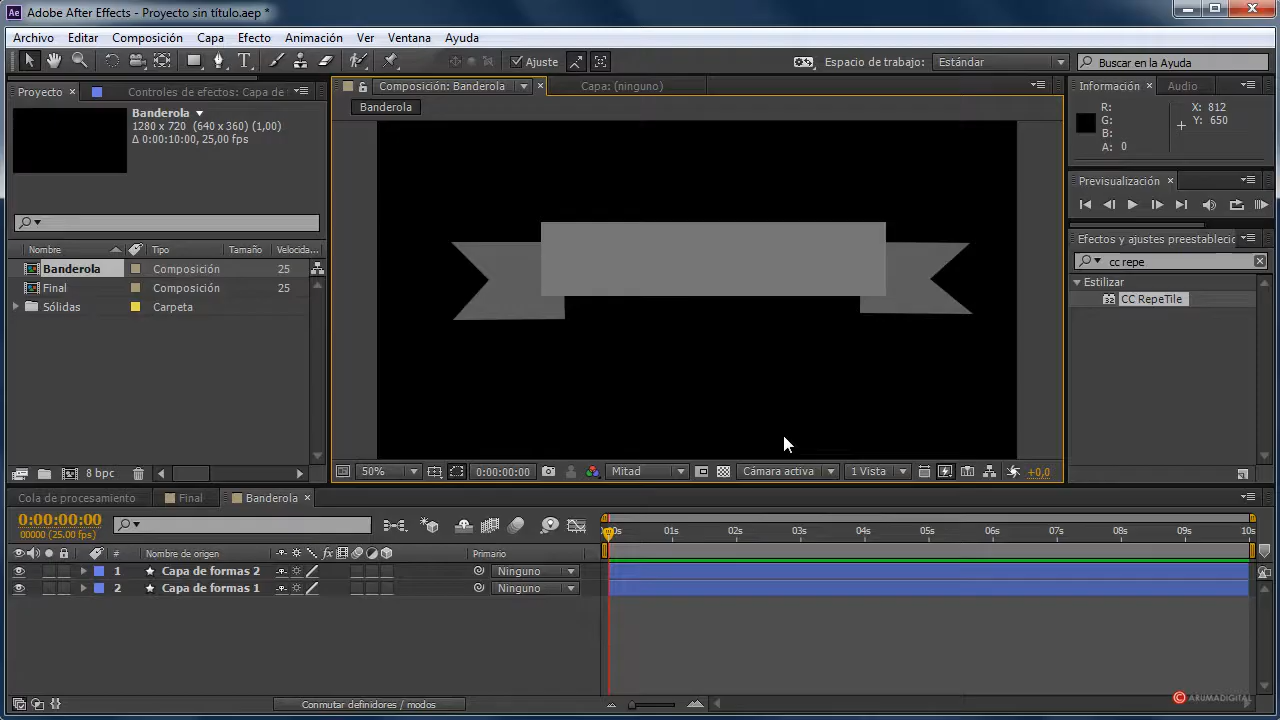 Adobe After Effects - Proyecto sin título.aep *
Archivo Editar Composición Capa Efecto Animación Ver Ventana Ayuda
Ajuste Espacio de trabajo: Estándar Buscar en la Ayuda
Proyecto Controles de efectos: Capa de
Composición: Banderola Capa: (ninguno)
Información Audio
Banderola
1280 x 720 (640 x 360) (1,00)
Δ 0:00:10:00, 25,00 fps
Banderola
R:
G:
B:
A: 0
X: 812
Y: 650
Previsualización
Efectos y ajustes preestablecio
cc repe
Estilizar
CC RepeTile
Nombre Tipo Tamaño Velocida...
Banderola Composición 25
Final Composición 25
Sólidas Carpeta
8 bpc
50% 0:00:00:00 Mitad Cámara activa 1 Vista +0,0
Cola de procesamiento Final Banderola
0:00:00:00
00000 (25.00 fps)
01s 02s 03s 04s 05s 06s 07s 08s 09s 10s
# Nombre de origen fx Primario
1 Capa de formas 2 Ninguno
2 Capa de formas 1 Ninguno
Conmutar definidores / modos
© ARUMADIGITAL